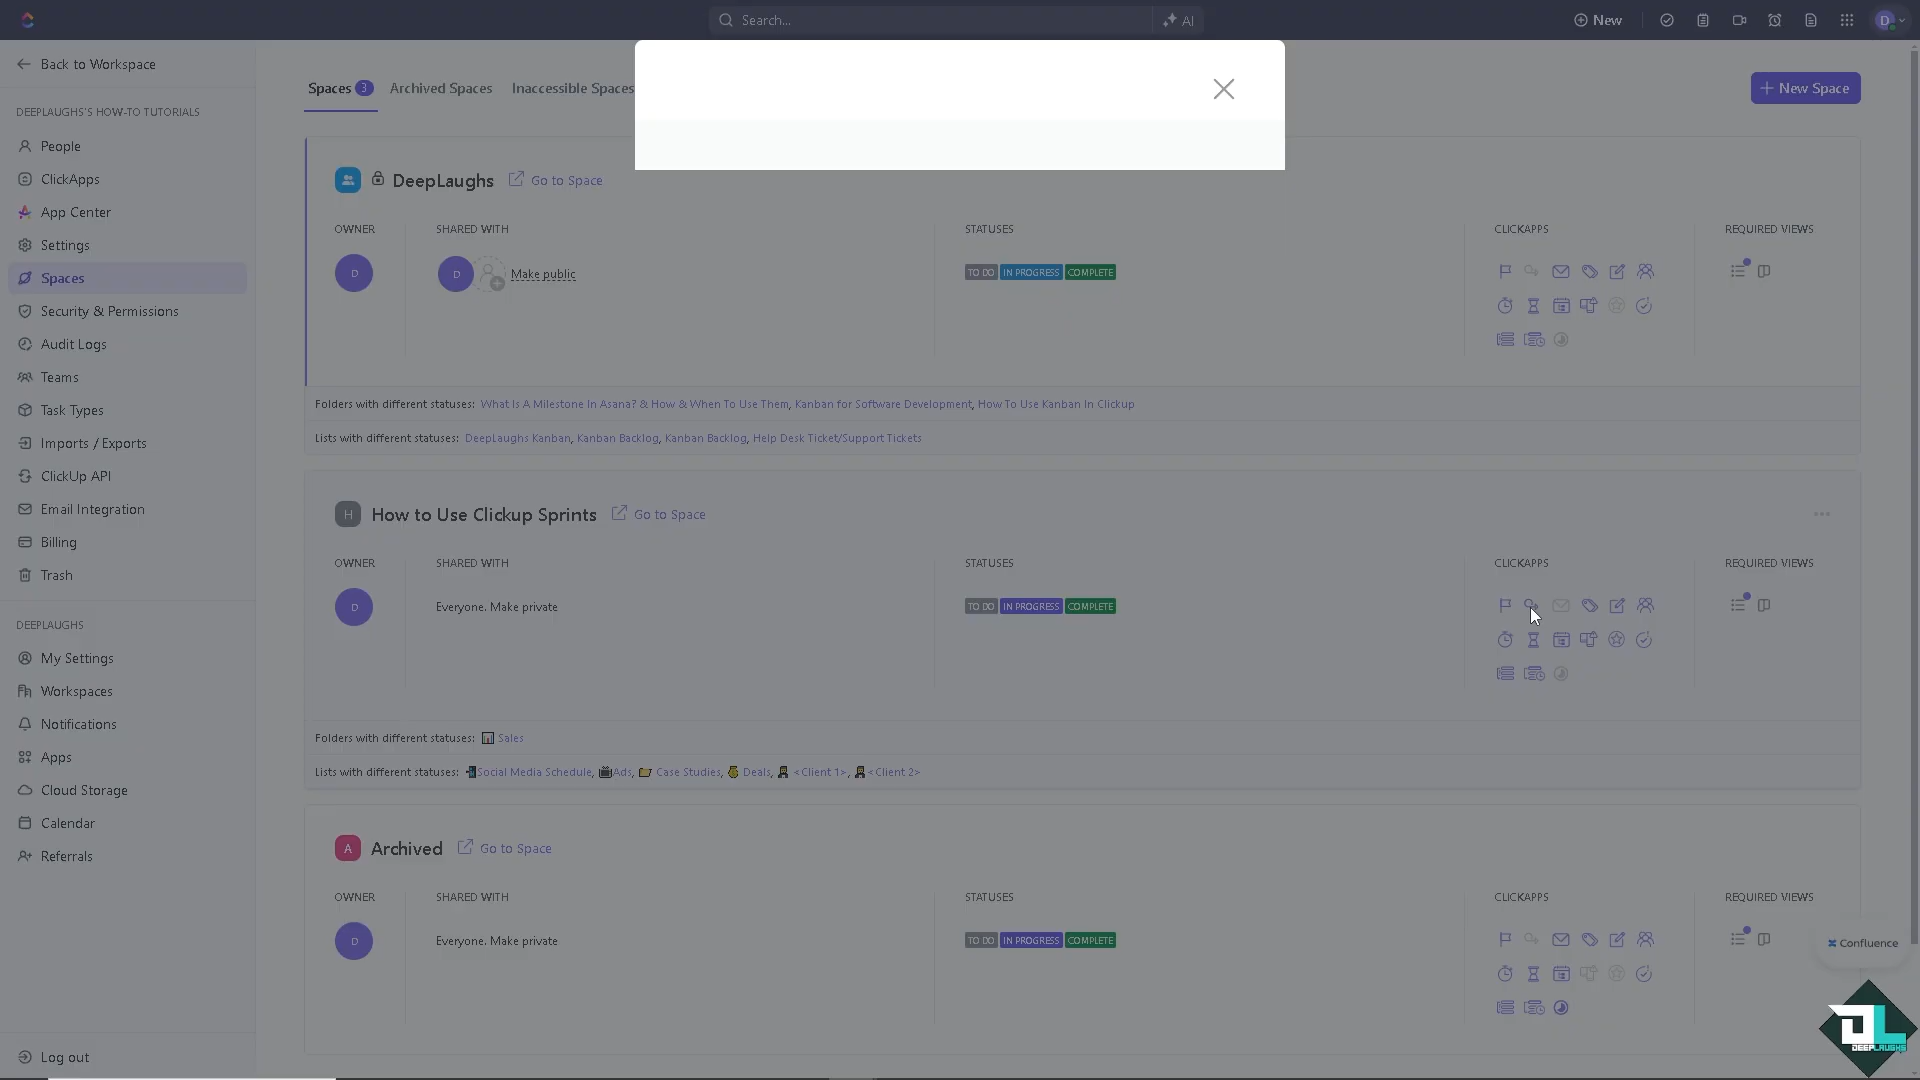 Search...
AI
New
D
Back to Workspace
DEEPLAUGHS'S HOW-TO TUTORIALS
People
ClickApps
App Center
Settings
Spaces
Security & Permissions
Audit Logs
Teams
Task Types
Imports / Exports
ClickUp API
Email Integration
Billing
Trash
DEEPLAUGHS
My Settings
Workspaces
Notifications
Apps
Cloud Storage
Calendar
Referrals
Log out
Spaces 3 Archived Spaces Inaccessible Spaces
New Space
DeepLaughs Go to Space
OWNER SHARED WITH STATUSES CLICKAPPS REQUIRED VIEWS
D D Make public TO DO IN PROGRESS COMPLETE
Folders with different statuses: What Is A Milestone In Asana? & How & When To Use Them, Kanban for Software Development, How To Use Kanban In Clickup
Lists with different statuses: DeepLaughs Kanban, Kanban Backlog, Kanban Backlog, Help Desk Ticket/Support Tickets
H How to Use Clickup Sprints Go to Space
OWNER SHARED WITH STATUSES CLICKAPPS REQUIRED VIEWS
D Everyone. Make private TO DO IN PROGRESS COMPLETE
Folders with different statuses: Sales
Lists with different statuses: Social Media Schedule, Ads, Case Studies, Deals, <Client 1>, <Client 2>
A Archived Go to Space
OWNER SHARED WITH STATUSES CLICKAPPS REQUIRED VIEWS
D Everyone. Make private TO DO IN PROGRESS COMPLETE
Confluence
DL
DEEPLAUGHS